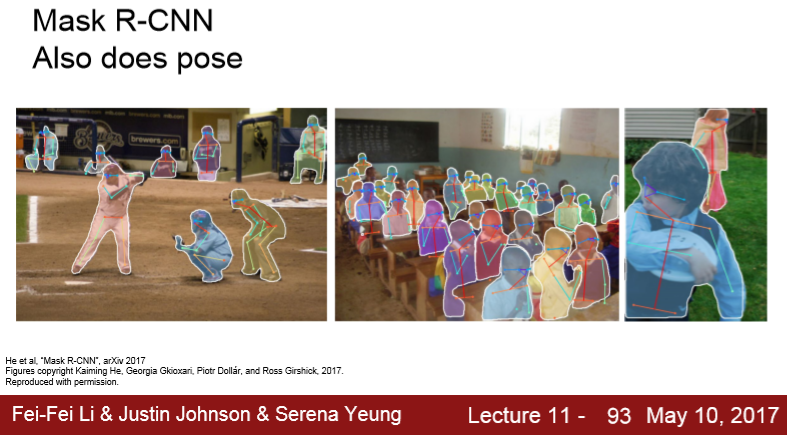 Mask R-CNN
Also does pose
brewers.com
He et al, "Mask R-CNN", arXiv 2017
Figures copyright Kaiming He, Georgia Gkioxari, Piotr Dollár, and Ross Girshick, 2017.
Reproduced with permission.
Fei-Fei Li & Justin Johnson & Serena Yeung Lecture 11 - 93 May 10, 2017